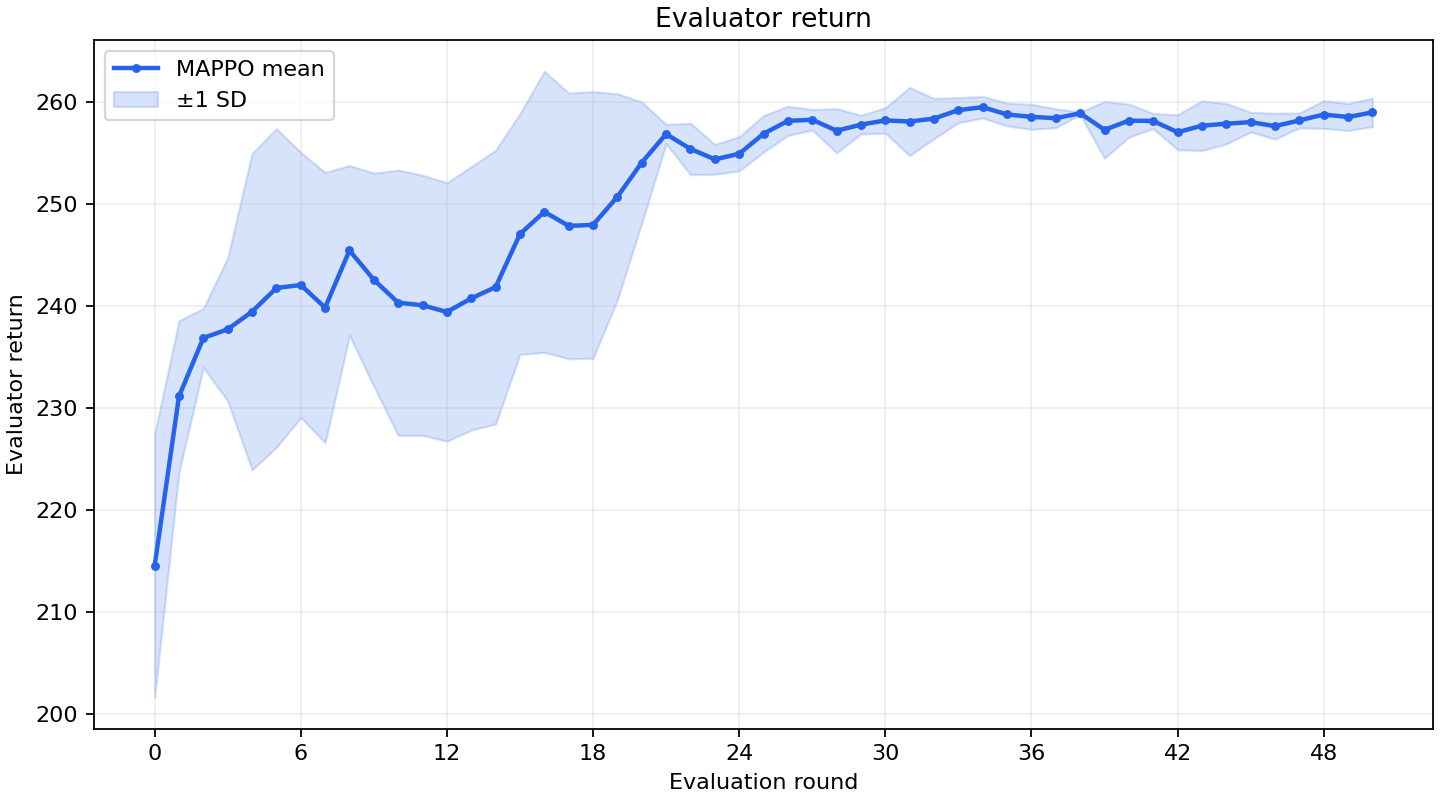 Evaluator return
MAPPO mean
±1 SD
Evaluator return
260
250
240
230
220
210
200
0 6 12 18 24 30 36 42 48
Evaluation round